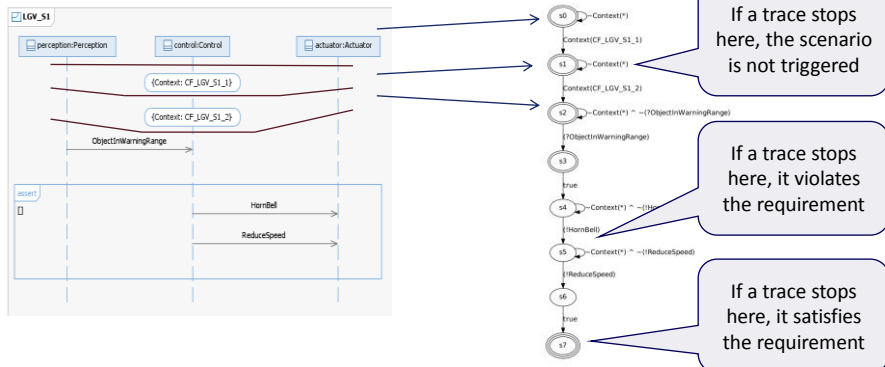 LGV_S1
perception:Perception
control:Control
actuator:Actuator
{Context: CF_LGV_S1_1}
{Context: CF_LGV_S1_2}
ObjectInWarningRange
assert
[]
HornBell
ReduceSpeed
s0
~Context(*)
Context(CF_LGV_S1_1)
s1
~Context(*)
Context(CF_LGV_S1_2)
s2
~Context(*) ^ ~(?ObjectInWarningRange)
(?ObjectInWarningRange)
s3
true
s4
~Context(*) ^ ~(!Ho
(!HornBell)
s5
~Context(*) ^ ~(!ReduceSpeed)
(!ReduceSpeed)
s6
true
s7
If a trace stops
here, the scenario
is not triggered
If a trace stops
here, it violates
the requirement
If a trace stops
here, it satisfies
the requirement